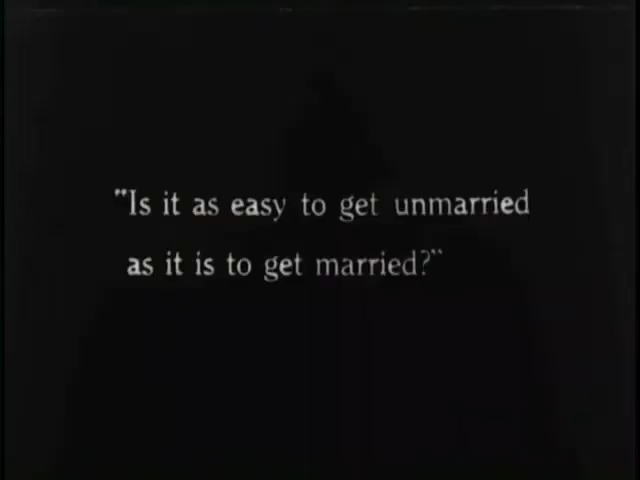 "Is it as easy to get unmarried
as it is to get married?"